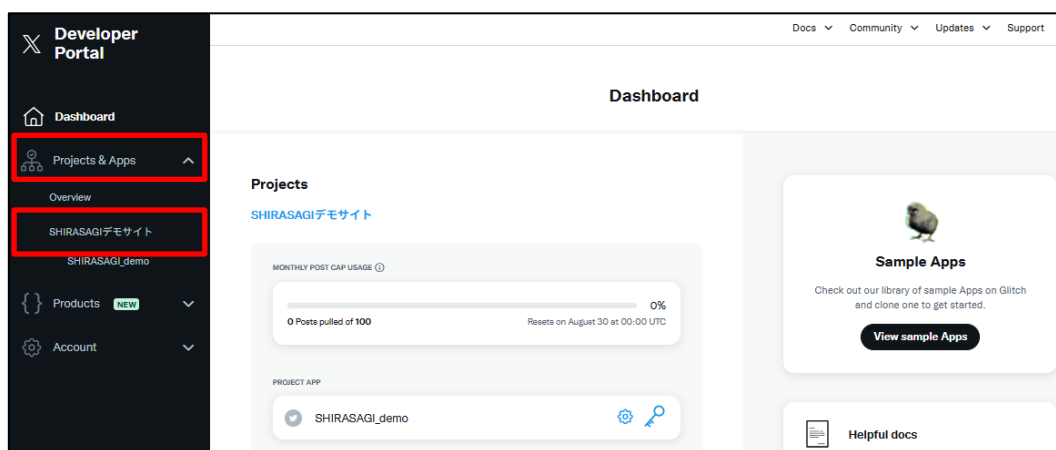 Developer
Portal
Docs Community Updates Support
Dashboard
Dashboard
Projects & Apps
Overview
SHIRASAGIデモサイト
SHIRASAGI_demo
Products NEW
Account
Projects
SHIRASAGIデモサイト
MONTHLY POST CAP USAGE
0%
0 Posts pulled of 100
Resets on August 30 at 00:00 UTC
PROJECT APP
SHIRASAGI_demo
Sample Apps
Check out our library of sample Apps on Glitch
and clone one to get started.
View sample Apps
Helpful docs